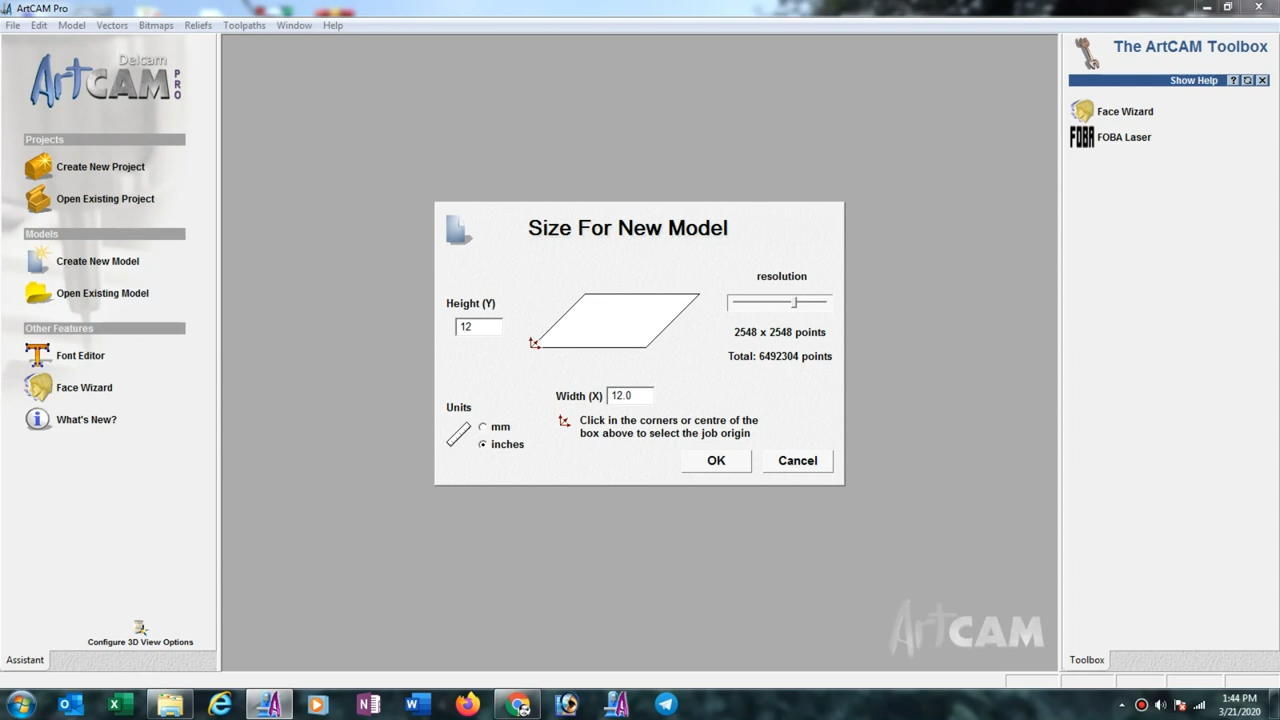 ArtCAM Pro
File Edit Model Vectors Bitmaps Reliefs Toolpaths Window Help
Delcam
ArtCAM
PRO
Projects
Create New Project
Open Existing Project
Models
Create New Model
Open Existing Model
Other Features
Font Editor
Face Wizard
What's New?
Configure 3D View Options
Assistant
Size For New Model
resolution
Height (Y)
12
2548 x 2548 points
Total: 6492304 points
Width (X) 12.0
Units
mm
inches
Click in the corners or centre of the
box above to select the job origin
OK Cancel
ArtCAM
The ArtCAM Toolbox
Show Help
Face Wizard
FOBA FOBA Laser
Toolbox
1:44 PM
3/21/2020